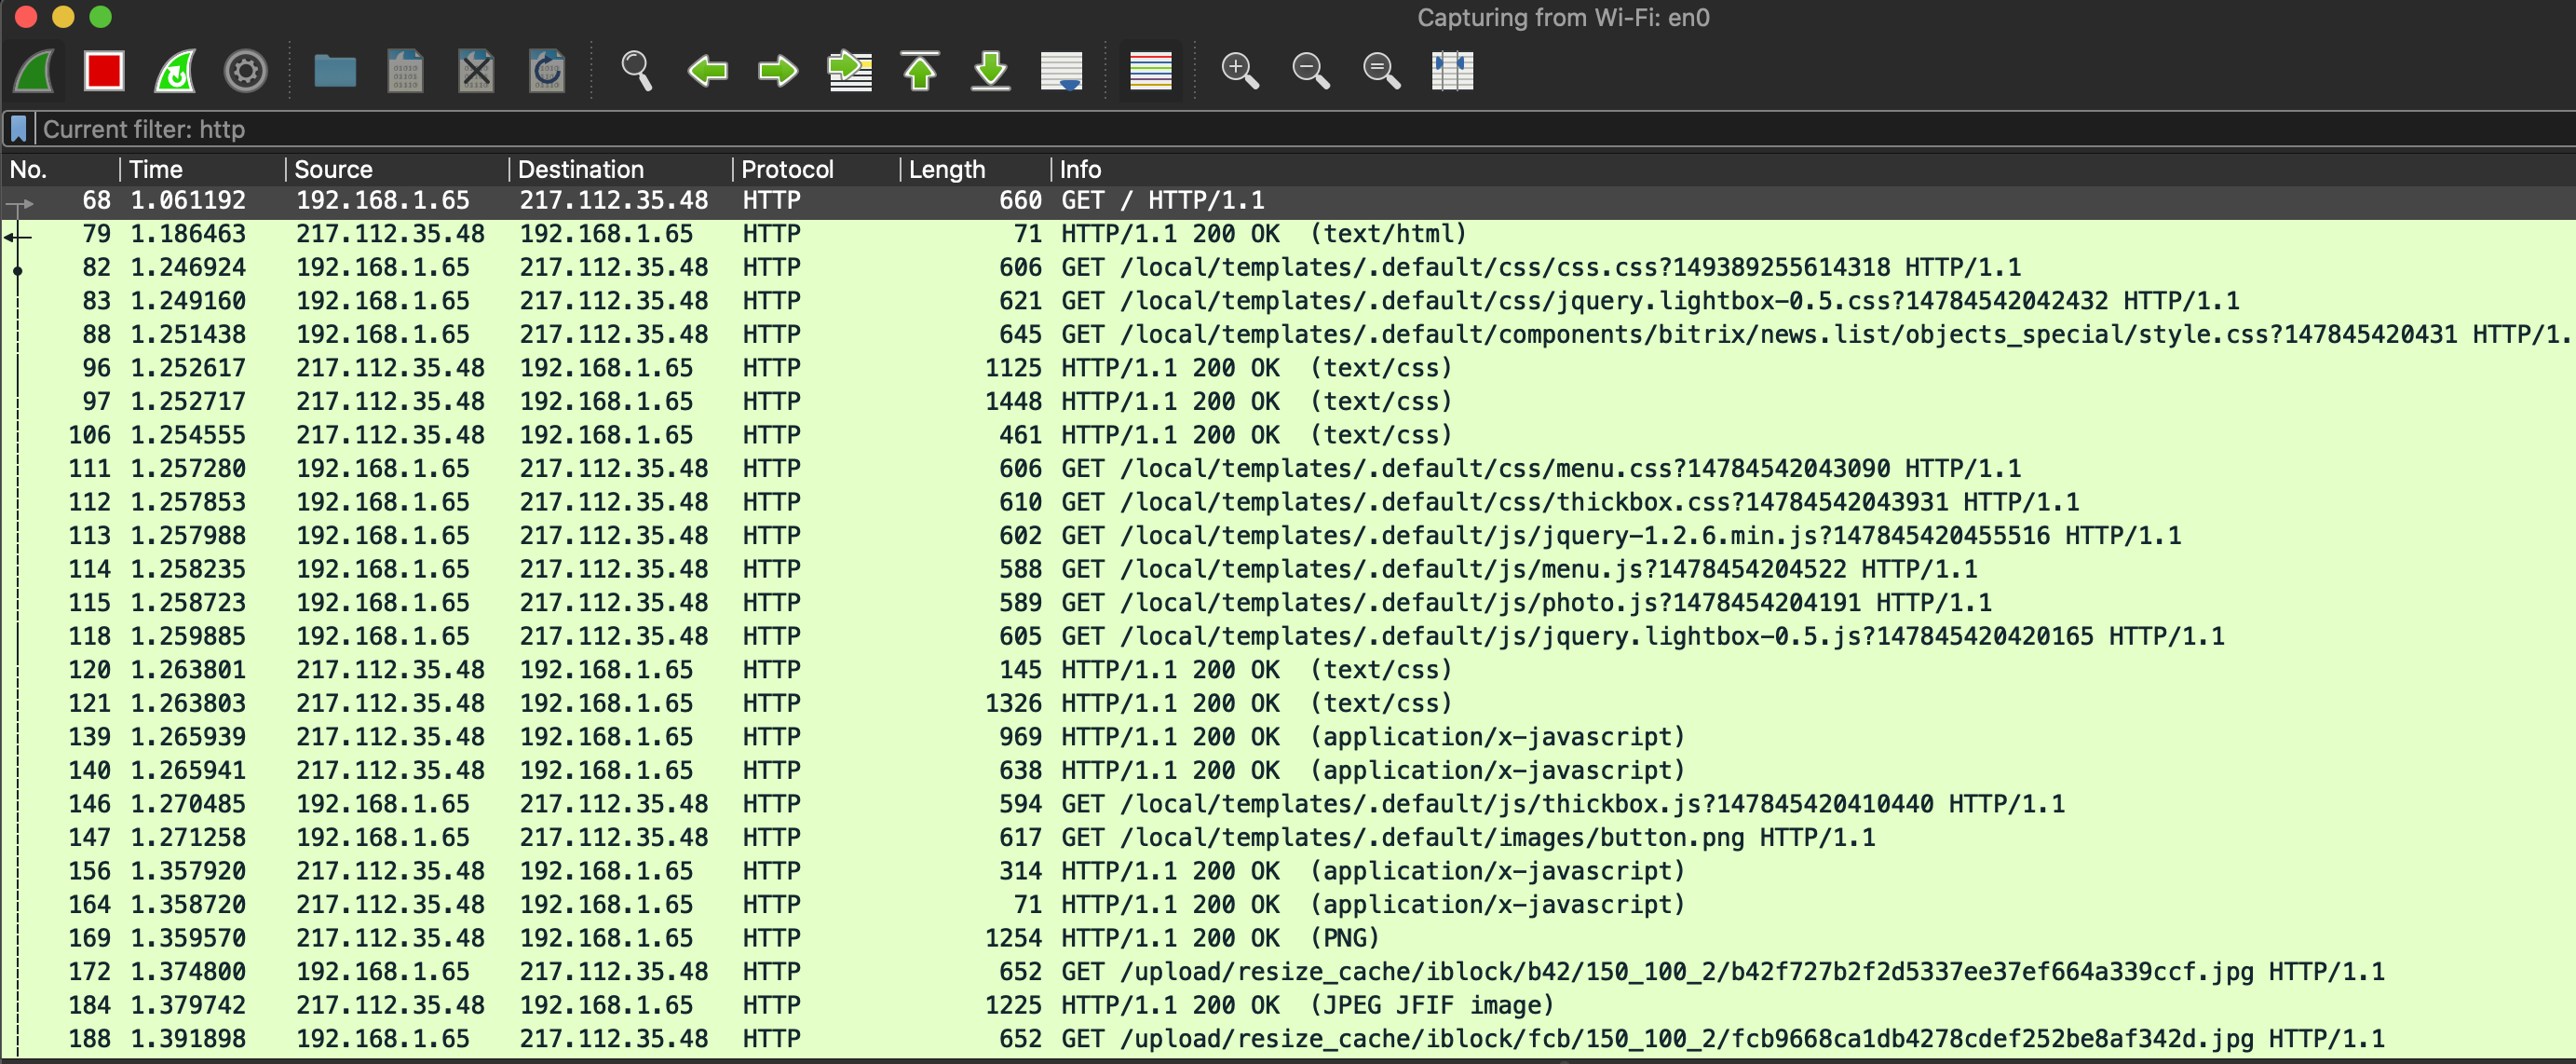 Capturing from Wi-Fi: en0
Current filter: http
No. Time Source Destination Protocol Length Info
68 1.061192 192.168.1.65 217.112.35.48 HTTP 660 GET / HTTP/1.1
79 1.186463 217.112.35.48 192.168.1.65 HTTP 71 HTTP/1.1 200 OK (text/html)
82 1.246924 192.168.1.65 217.112.35.48 HTTP 606 GET /local/templates/.default/css/css.css?149389255614318 HTTP/1.1
83 1.249160 192.168.1.65 217.112.35.48 HTTP 621 GET /local/templates/.default/css/jquery.lightbox-0.5.css?14784542042432 HTTP/1.1
88 1.251438 192.168.1.65 217.112.35.48 HTTP 645 GET /local/templates/.default/components/bitrix/news.list/objects_special/style.css?147845420431 HTTP/1.
96 1.252617 217.112.35.48 192.168.1.65 HTTP 1125 HTTP/1.1 200 OK (text/css)
97 1.252717 217.112.35.48 192.168.1.65 HTTP 1448 HTTP/1.1 200 OK (text/css)
106 1.254555 217.112.35.48 192.168.1.65 HTTP 461 HTTP/1.1 200 OK (text/css)
111 1.257280 192.168.1.65 217.112.35.48 HTTP 606 GET /local/templates/.default/css/menu.css?14784542043090 HTTP/1.1
112 1.257853 192.168.1.65 217.112.35.48 HTTP 610 GET /local/templates/.default/css/thickbox.css?14784542043931 HTTP/1.1
113 1.257988 192.168.1.65 217.112.35.48 HTTP 602 GET /local/templates/.default/js/jquery-1.2.6.min.js?147845420455516 HTTP/1.1
114 1.258235 192.168.1.65 217.112.35.48 HTTP 588 GET /local/templates/.default/js/menu.js?1478454204522 HTTP/1.1
115 1.258723 192.168.1.65 217.112.35.48 HTTP 589 GET /local/templates/.default/js/photo.js?1478454204191 HTTP/1.1
118 1.259885 192.168.1.65 217.112.35.48 HTTP 605 GET /local/templates/.default/js/jquery.lightbox-0.5.js?147845420420165 HTTP/1.1
120 1.263801 217.112.35.48 192.168.1.65 HTTP 145 HTTP/1.1 200 OK (text/css)
121 1.263803 217.112.35.48 192.168.1.65 HTTP 1326 HTTP/1.1 200 OK (text/css)
139 1.265939 217.112.35.48 192.168.1.65 HTTP 969 HTTP/1.1 200 OK (application/x-javascript)
140 1.265941 217.112.35.48 192.168.1.65 HTTP 638 HTTP/1.1 200 OK (application/x-javascript)
146 1.270485 192.168.1.65 217.112.35.48 HTTP 594 GET /local/templates/.default/js/thickbox.js?147845420410440 HTTP/1.1
147 1.271258 192.168.1.65 217.112.35.48 HTTP 617 GET /local/templates/.default/images/button.png HTTP/1.1
156 1.357920 217.112.35.48 192.168.1.65 HTTP 314 HTTP/1.1 200 OK (application/x-javascript)
164 1.358720 217.112.35.48 192.168.1.65 HTTP 71 HTTP/1.1 200 OK (application/x-javascript)
169 1.359570 217.112.35.48 192.168.1.65 HTTP 1254 HTTP/1.1 200 OK (PNG)
172 1.374800 192.168.1.65 217.112.35.48 HTTP 652 GET /upload/resize_cache/iblock/b42/150_100_2/b42f727b2f2d5337ee37ef664a339ccf.jpg HTTP/1.1
184 1.379742 217.112.35.48 192.168.1.65 HTTP 1225 HTTP/1.1 200 OK (JPEG JFIF image)
188 1.391898 192.168.1.65 217.112.35.48 HTTP 652 GET /upload/resize_cache/iblock/fcb/150_100_2/fcb9668ca1db4278cdef252be8af342d.jpg HTTP/1.1